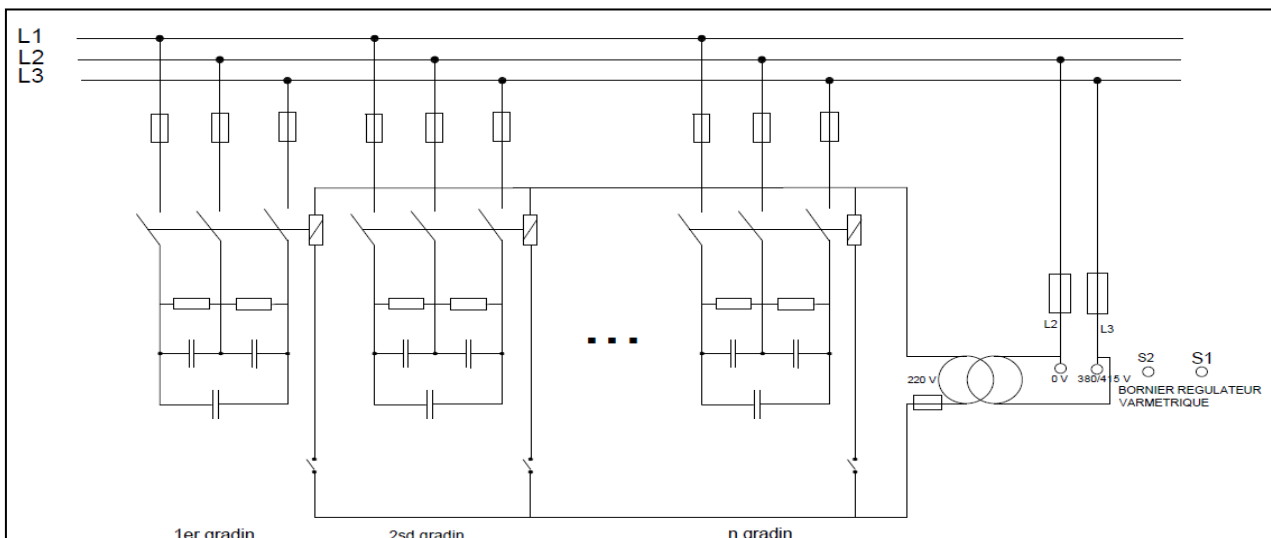 L1
L2
L3
L2
L3
S2
S1
220 V
0 V
380/415 V
BORNIER REGULATEUR
VARMETRIQUE
1er gradin
2sd gradin
n gradin